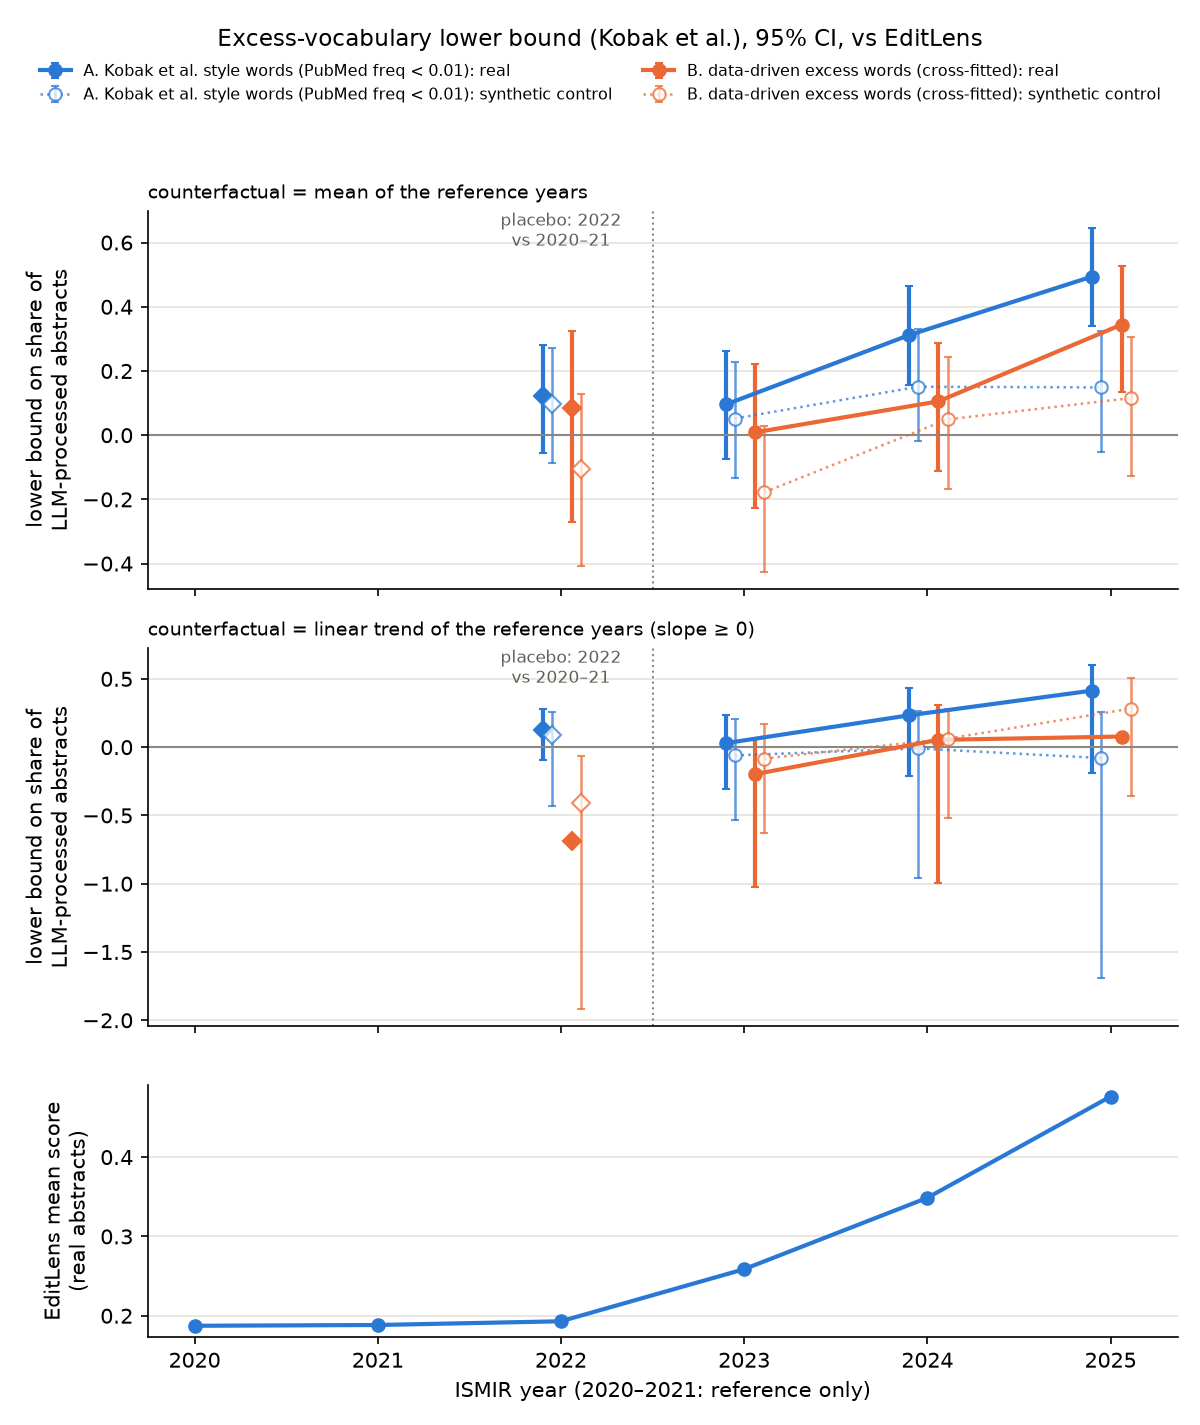 Excess-vocabulary lower bound (Kobak et al.), 95% CI, vs EditLens
A. Kobak et al. style words (PubMed freq < 0.01): real
A. Kobak et al. style words (PubMed freq < 0.01): synthetic control
B. data-driven excess words (cross-fitted): real
B. data-driven excess words (cross-fitted): synthetic control
counterfactual = mean of the reference years
placebo: 2022
vs 2020–21
lower bound on share of
LLM-processed abstracts
0.6
0.4
0.2
0.0
−0.2
−0.4
counterfactual = linear trend of the reference years (slope ≥ 0)
placebo: 2022
vs 2020–21
lower bound on share of
LLM-processed abstracts
0.5
0.0
−0.5
−1.0
−1.5
−2.0
EditLens mean score
(real abstracts)
0.4
0.3
0.2
2020
2021
2022
2023
2024
2025
ISMIR year (2020–2021: reference only)